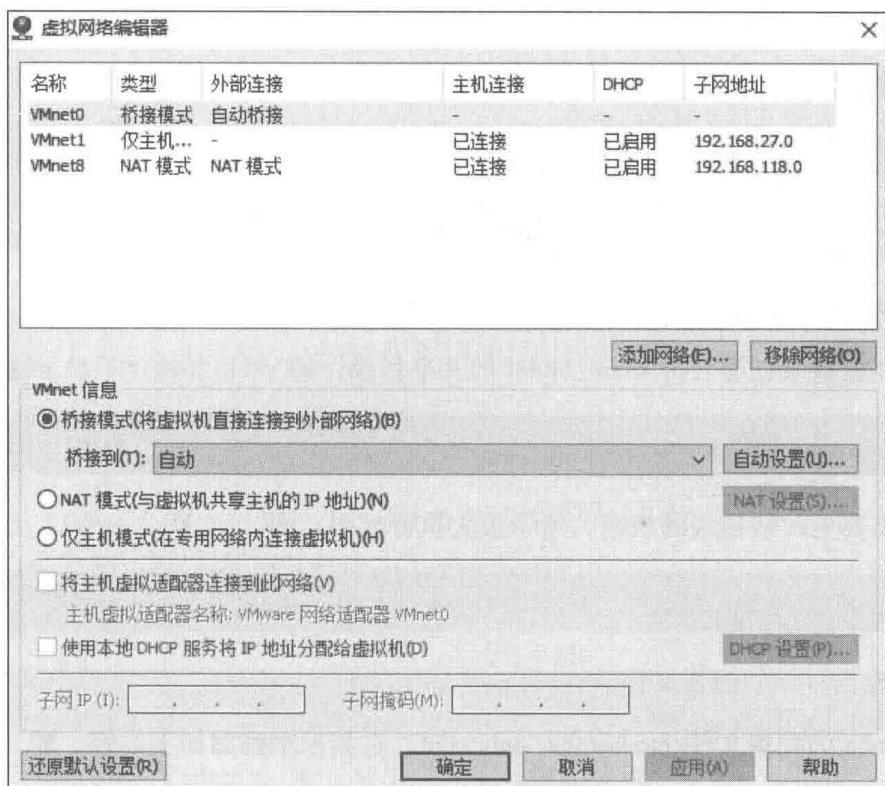 虚拟网络编辑器
名称 类型 外部连接 主机连接 DHCP 子网地址
VMnet0 桥接模式 自动桥接 - - -
VMnet1 仅主机... - 已连接 已启用 192.168.27.0
VMnet8 NAT 模式 NAT 模式 已连接 已启用 192.168.118.0
添加网络(E)... 移除网络(O)
VMnet 信息
桥接模式(将虚拟机直接连接到外部网络)(B)
桥接到(T): 自动 自动设置(U)...
NAT 模式(与虚拟机共享主机的 IP 地址)(N) NAT 设置(S)...
仅主机模式(在专用网络内连接虚拟机)(H)
将主机虚拟适配器连接到此网络(V)
主机虚拟适配器名称: VMware 网络适配器 VMnet0
使用本地 DHCP 服务将 IP 地址分配给虚拟机(D) DHCP 设置(P)...
子网 IP (I): . . . 子网掩码(M): . . .
还原默认设置(R) 确定 取消 应用(A) 帮助